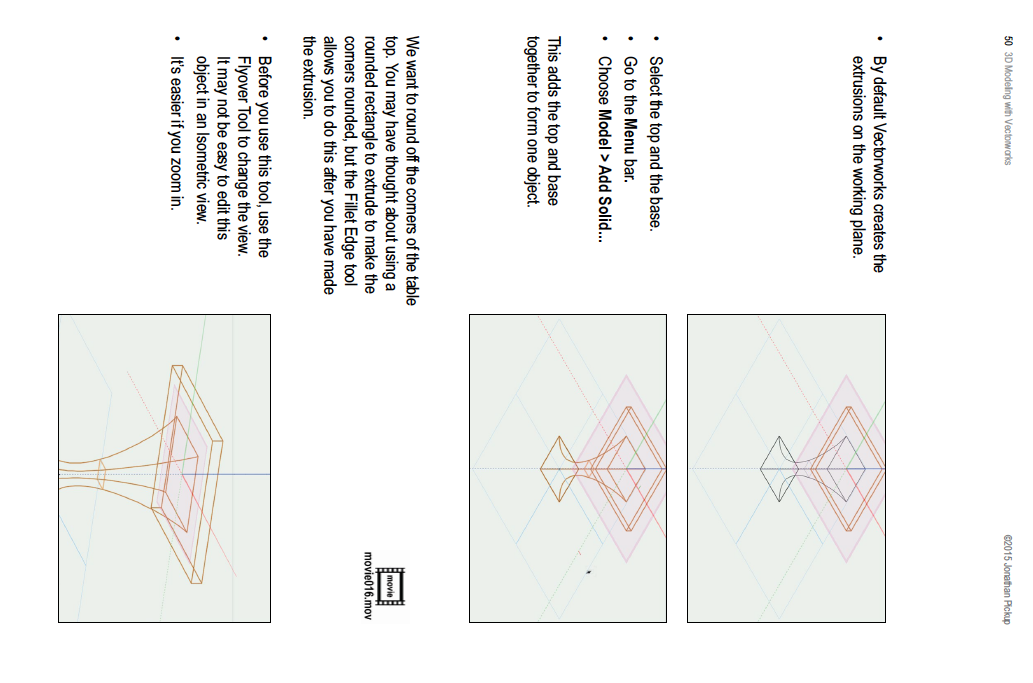 50 3D Modeling with Vectorworks
©2015 Jonathan Pickup
• By default Vectorworks creates the
extrusions on the working plane.
• Select the top and the base.
• Go to the Menu bar.
• Choose Model > Add Solid...
This adds the top and base
together to form one object.
We want to round off the corners of the table
top. You may have thought about using a
rounded rectangle to extrude to make the
corners rounded, but the Fillet Edge tool
allows you to do this after you have made
the extrusion.
movie
movie016.mov
• Before you use this tool, use the
Flyover Tool to change the view.
It may not be easy to edit this
object in an Isometric view.
• It's easier if you zoom in.